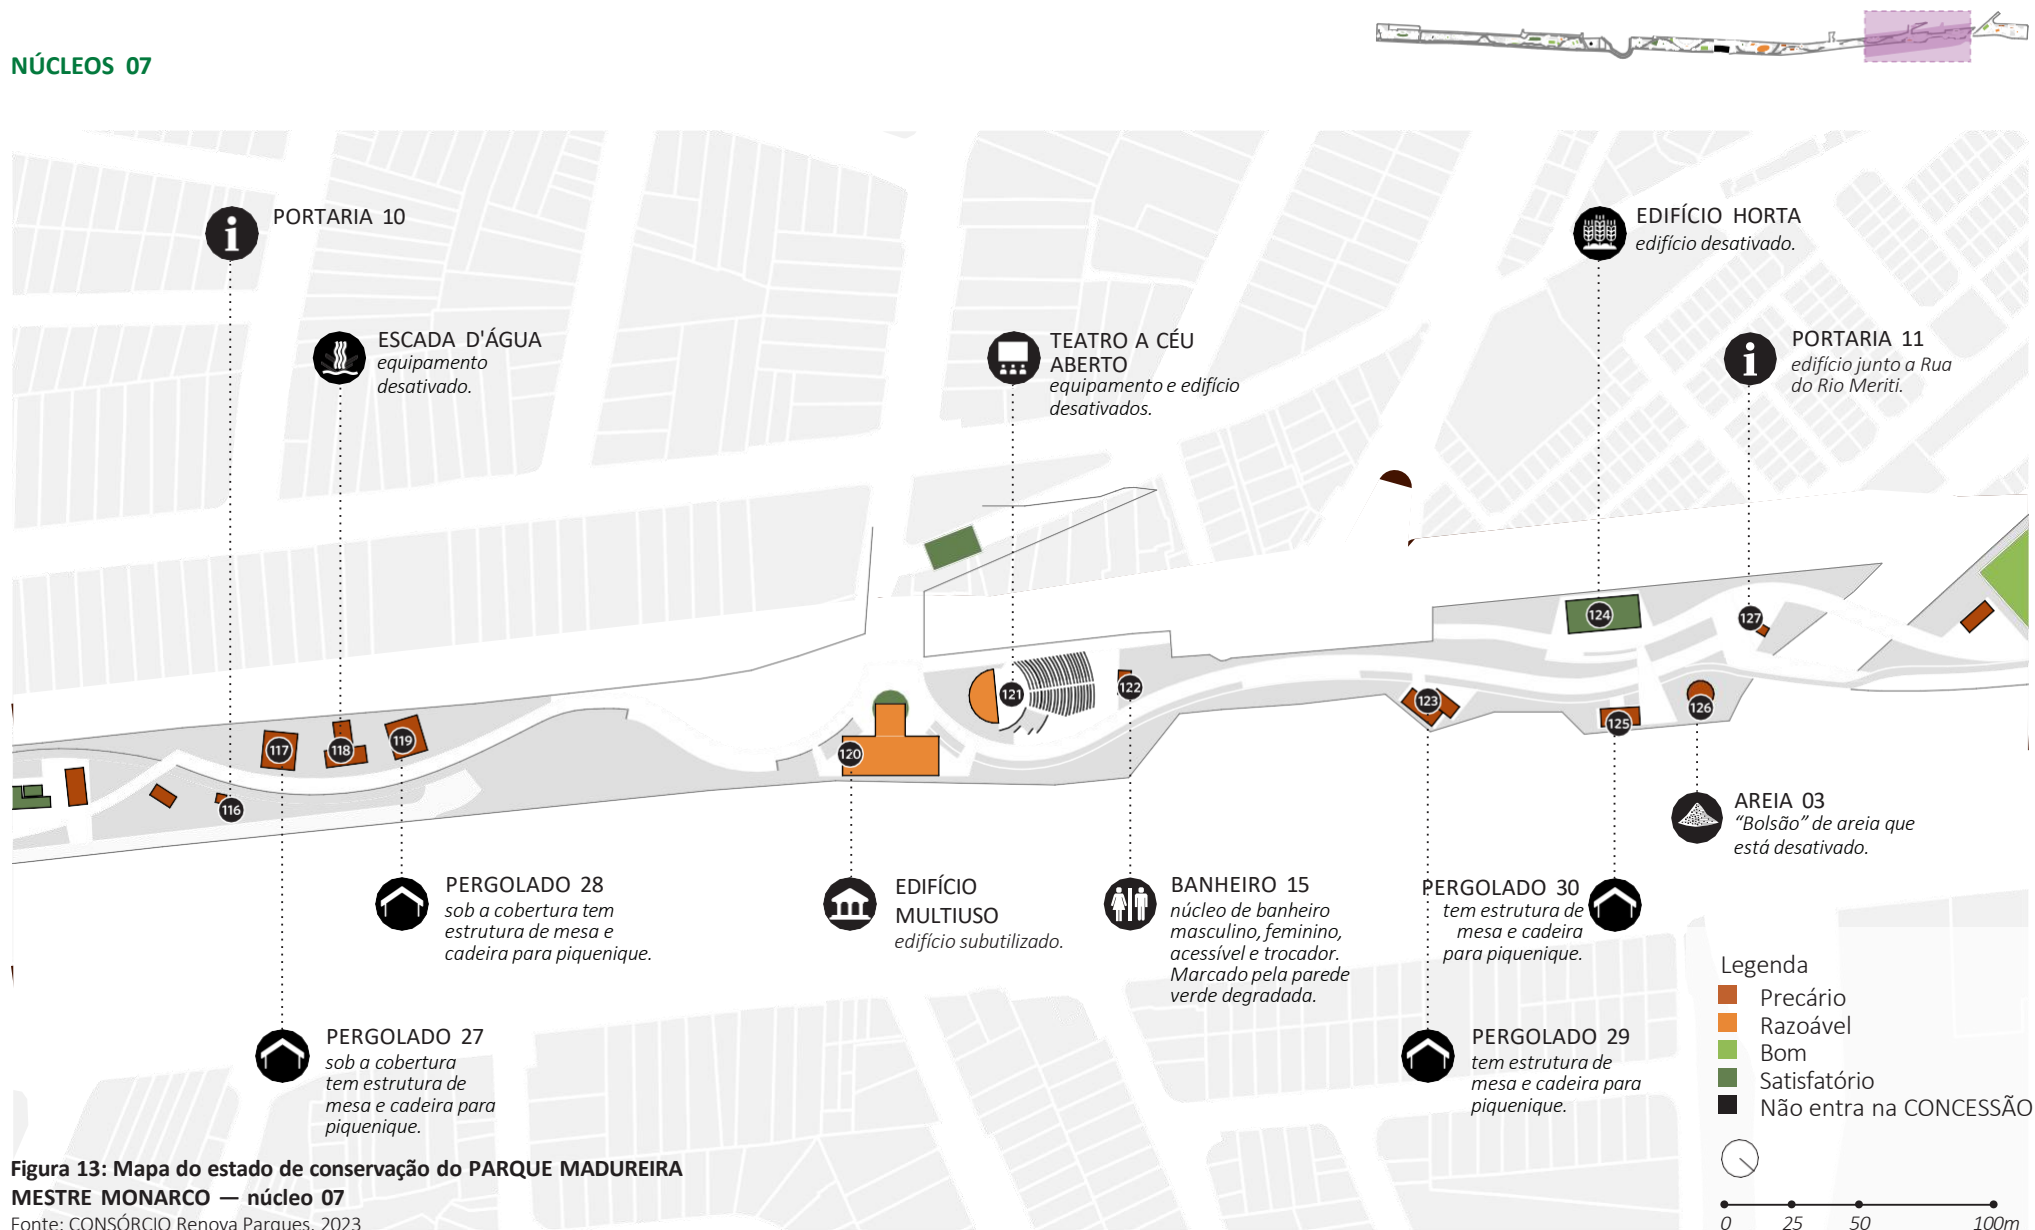 NÚCLEOS 07
PORTARIA 10
ESCADA D'ÁGUA
equipamento
desativado.
TEATRO A CÉU
ABERTO
equipamento e edifício
desativados.
EDIFÍCIO HORTA
edifício desativado.
PORTARIA 11
edifício junto a Rua
do Rio Meriti.
116
117
118
119
120
121
122
123
124
125
126
127
PERGOLADO 28
sob a cobertura tem
estrutura de mesa e
cadeira para piquenique.
PERGOLADO 27
sob a cobertura
tem estrutura de
mesa e cadeira para
piquenique.
EDIFÍCIO
MULTIUSO
edifício subutilizado.
BANHEIRO 15
núcleo de banheiro
masculino, feminino,
acessível e trocador.
Marcado pela parede
verde degradada.
PERGOLADO 30
tem estrutura de
mesa e cadeira
para piquenique.
PERGOLADO 29
tem estrutura de
mesa e cadeira para
piquenique.
AREIA 03
“Bolsão” de areia que
está desativado.
Legenda
Precário
Razoável
Bom
Satisfatório
Não entra na CONCESSÃO
0 25 50 100m
Figura 13: Mapa do estado de conservação do PARQUE MADUREIRA
MESTRE MONARCO — núcleo 07
Fonte: CONSÓRCIO Renova Parques, 2023